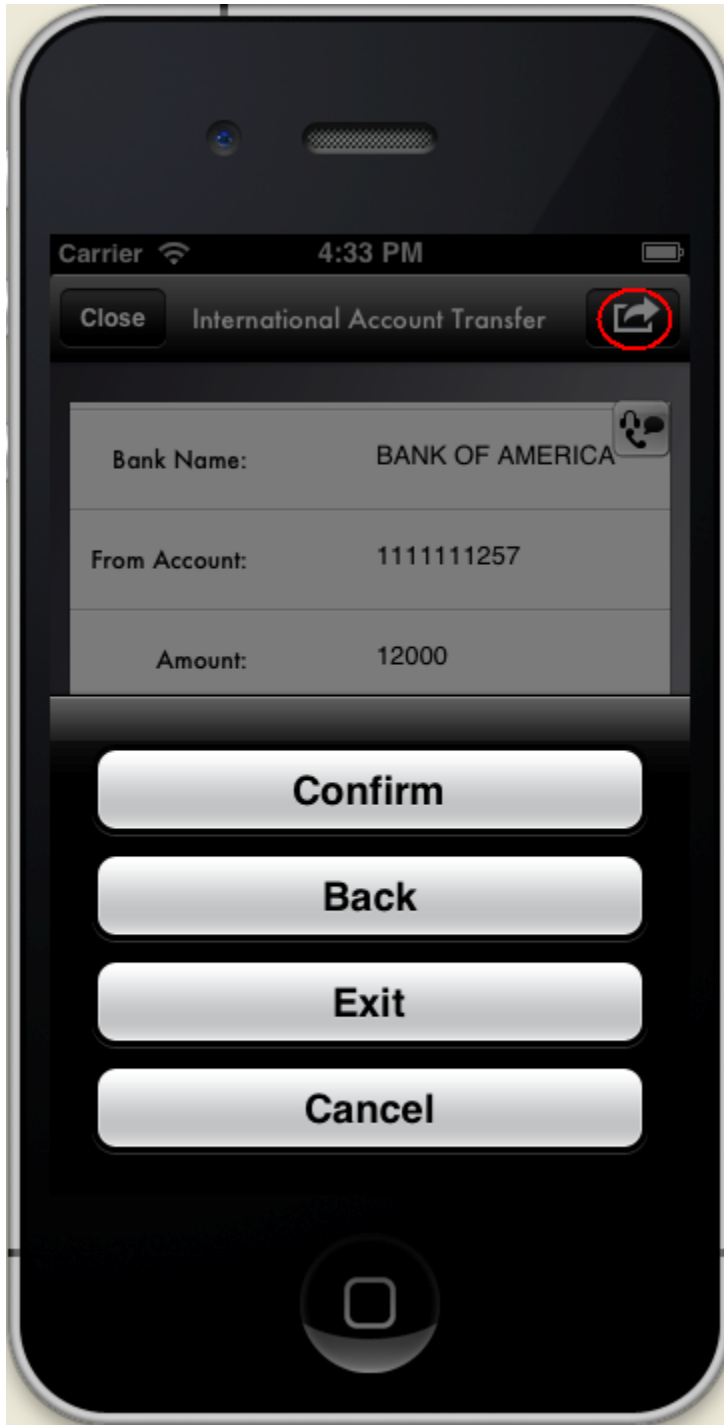 Carrier 4:33 PM
Close International Account Transfer
Bank Name: BANK OF AMERICA
From Account: 1111111257
Amount: 12000
Confirm
Back
Exit
Cancel